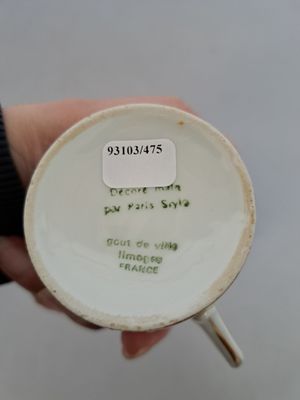 93103/475
Décoré main
par Paris Style
gout de ville
limoges
FRANCE